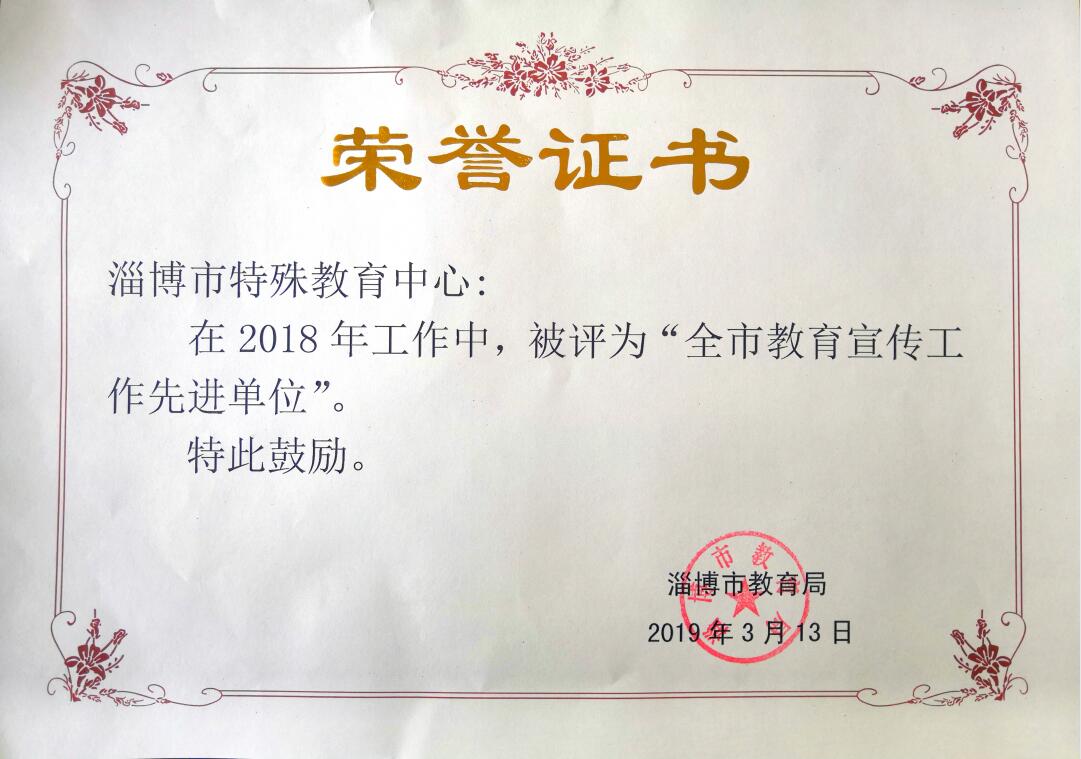 荣誉证书
淄博市特殊教育中心:
在 2018 年工作中，被评为“全市教育宣传工
作先进单位”。
特此鼓励。
淄博市教育局
2019 年 3 月 13 日